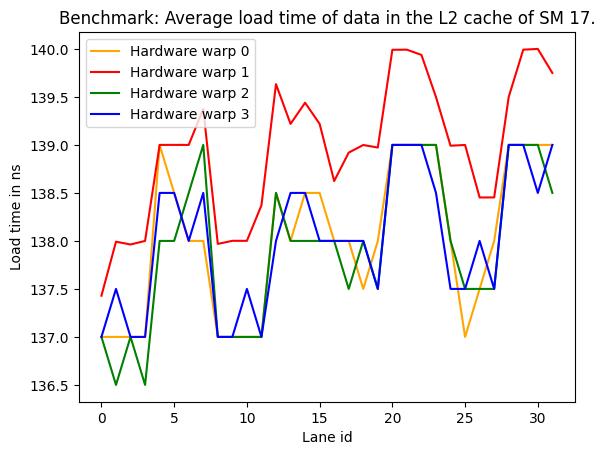 Benchmark: Average load time of data in the L2 cache of SM 17.
Hardware warp 0
Hardware warp 1
Hardware warp 2
Hardware warp 3
Load time in ns
140.0
139.5
139.0
138.5
138.0
137.5
137.0
136.5
0 5 10 15 20 25 30
Lane id